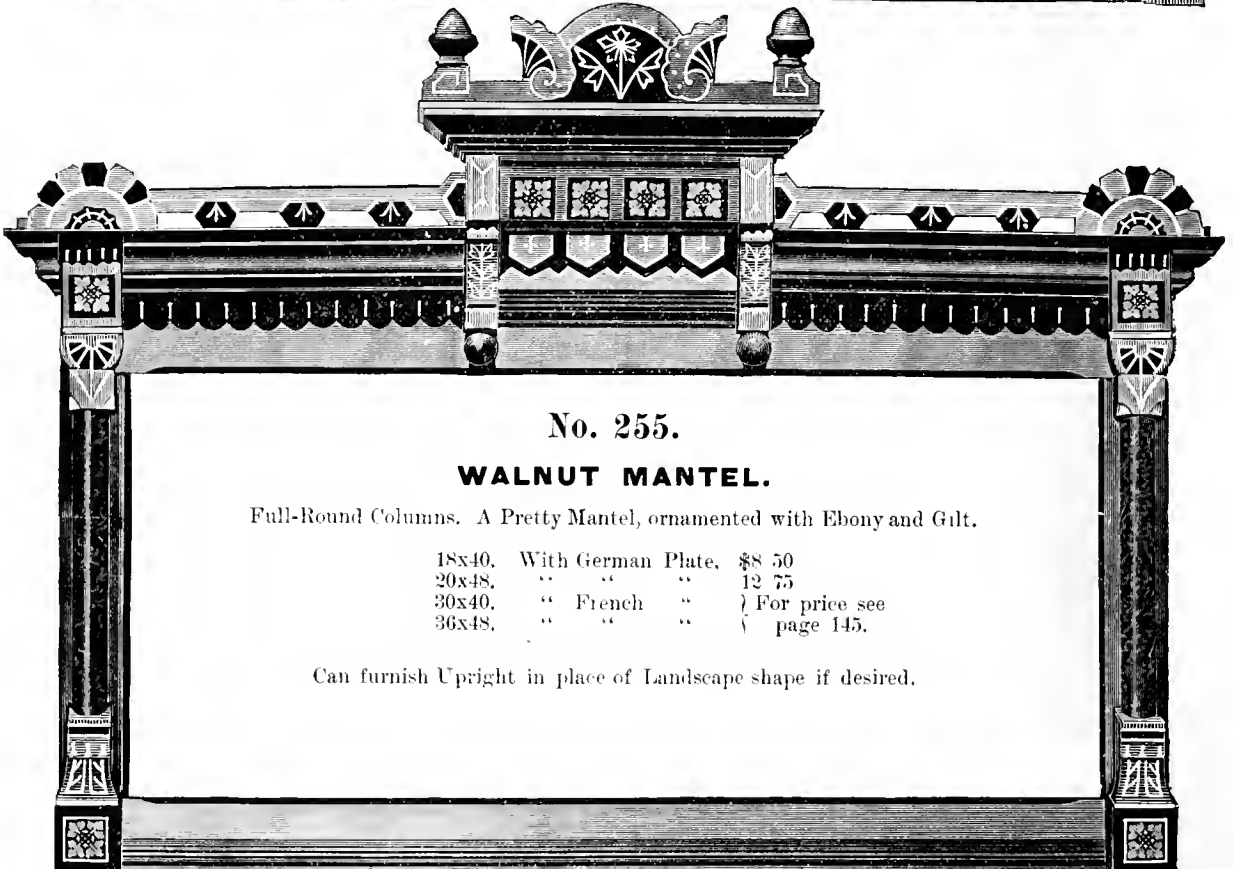 No. 255.
WALNUT MANTEL.
Full-Round Columns. A Pretty Mantel, ornamented with Ebony and Gilt.
18x40. With German Plate, $8 50
20x48. " " " 12 75
30x40. " French " } For price see
36x48. " " " { page 145.
Can furnish Upright in place of Landscape shape if desired.